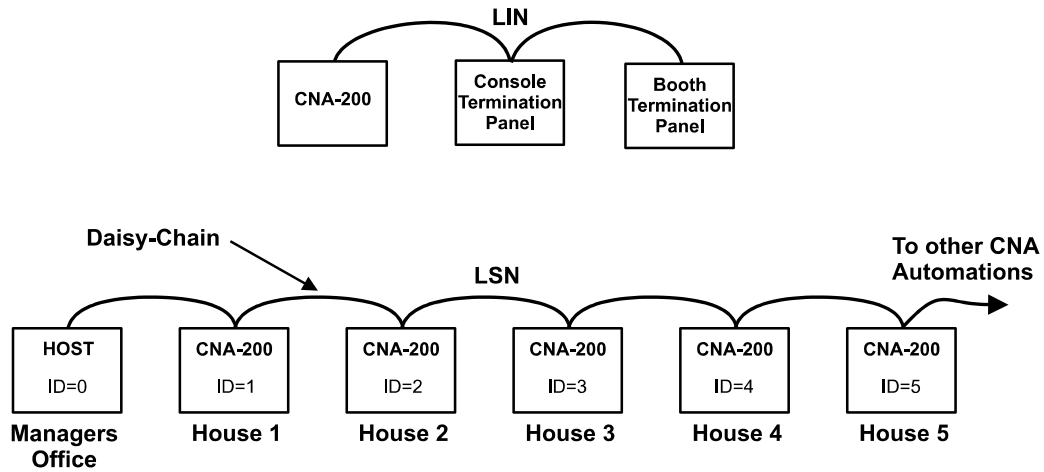 LIN
CNA-200
Console
Termination
Panel
Booth
Termination
Panel
Daisy-Chain
LSN
To other CNA
Automations
HOST
ID=0
CNA-200
ID=1
CNA-200
ID=2
CNA-200
ID=3
CNA-200
ID=4
CNA-200
ID=5
Managers
Office
House 1
House 2
House 3
House 4
House 5